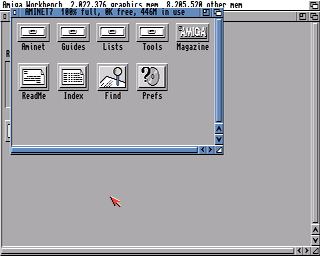 Amiga Workbench 2.022.376 graphics mem 8.205.520 other mem
AMINET7 100% full, 0K free, 446M in use
Aminet Guides Lists Tools Magazine
AMIGA
ReadMe Index Find Prefs